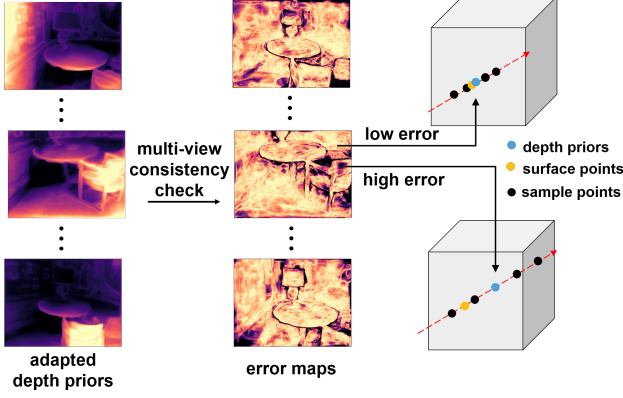 multi-view
consistency
check
low error
high error
depth priors
surface points
sample points
adapted
depth priors
error maps